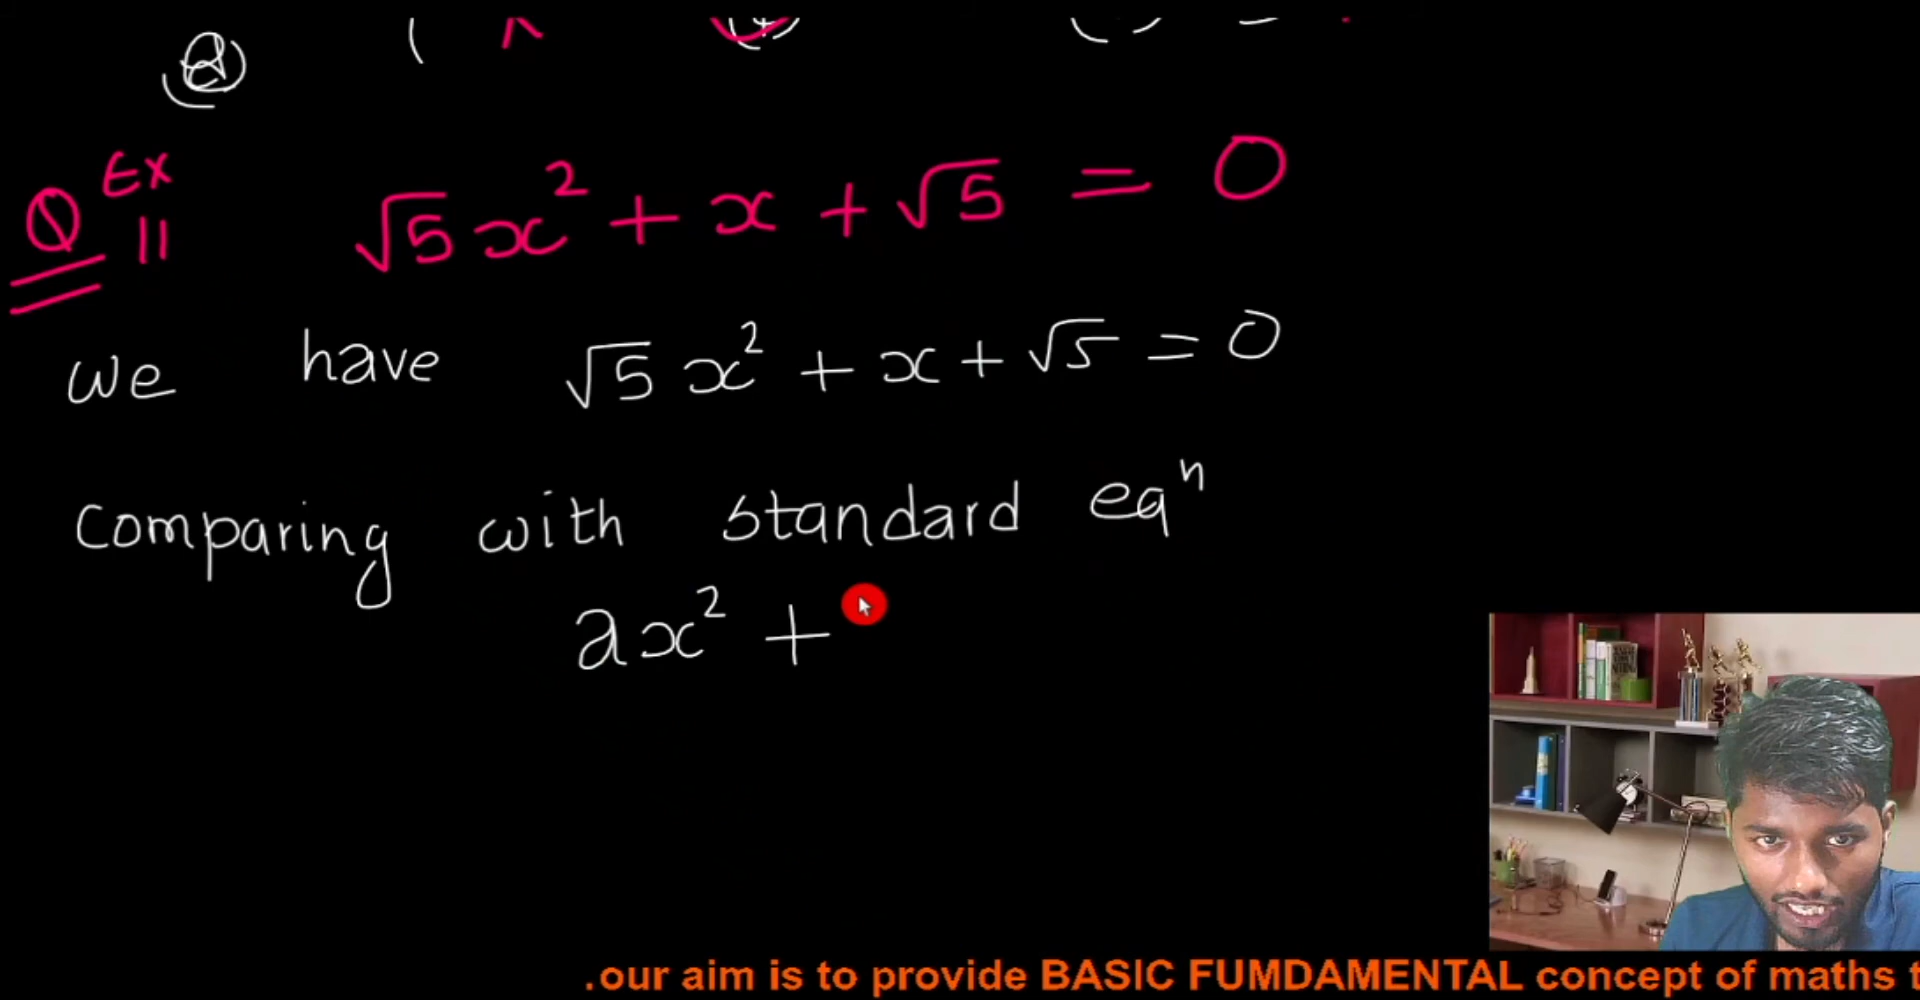 Q Ex 11 √5x² + x + √5 = 0
we have √5x² + x + √5 = 0
comparing with standard eqⁿ
ax² +
.our aim is to provide BASIC FUMDAMENTAL concept of maths t